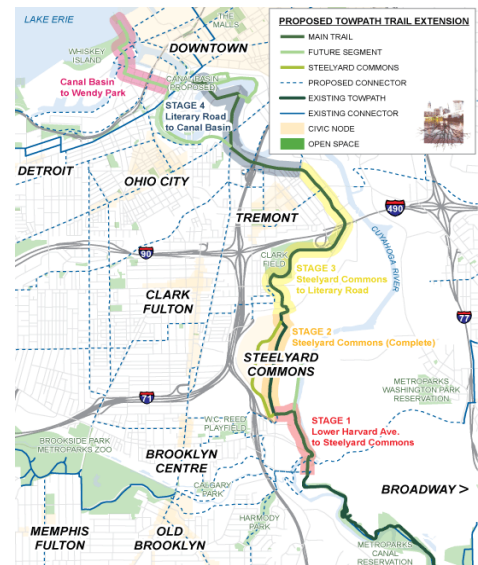 LAKE ERIE
THE MALLS
DOWNTOWN
WHISKEY
ISLAND
Canal Basin
to Wendy Park
CANAL BASIN
(PROPOSED)
STAGE 4
Literary Road
to Canal Basin
PROPOSED TOWPATH TRAIL EXTENSION
MAIN TRAIL
FUTURE SEGMENT
STEELYARD COMMONS
PROPOSED CONNECTOR
EXISTING TOWPATH
EXISTING CONNECTOR
CIVIC NODE
OPEN SPACE
DETROIT
OHIO CITY
TREMONT
490
CUYAHOGA
RIVER
90
CLARK
FIELD
STAGE 3
Steelyard Commons
to Literary Road
CLARK
FULTON
77
STAGE 2
Steelyard Commons (Complete)
STEELYARD
COMMONS
METROPARKS
WASHINGTON PARK
RESERVATION
71
W.C. REED
PLAYFIELD
STAGE 1
Lower Harvard Ave.
to Steelyard Commons
BROOKSIDE PARK
METROPARKS ZOO
BROOKLYN
CENTRE
CALGARY
PARK
BROADWAY >
HARMODY
PARK
MEMPHIS
FULTON
OLD
BROOKLYN
METROPARKS
CANAL
RESERVATION